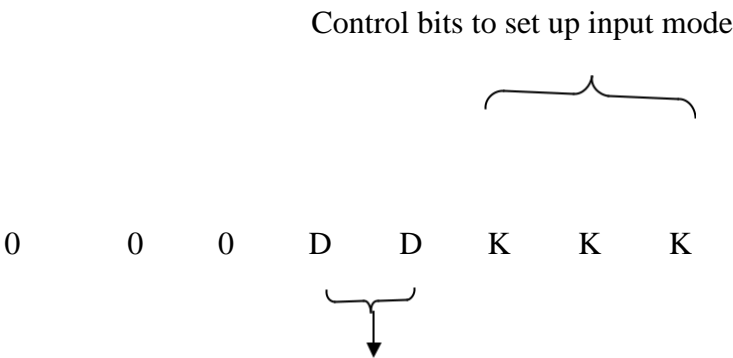 Control bits to set up input mode
0 0 0 D D K K K